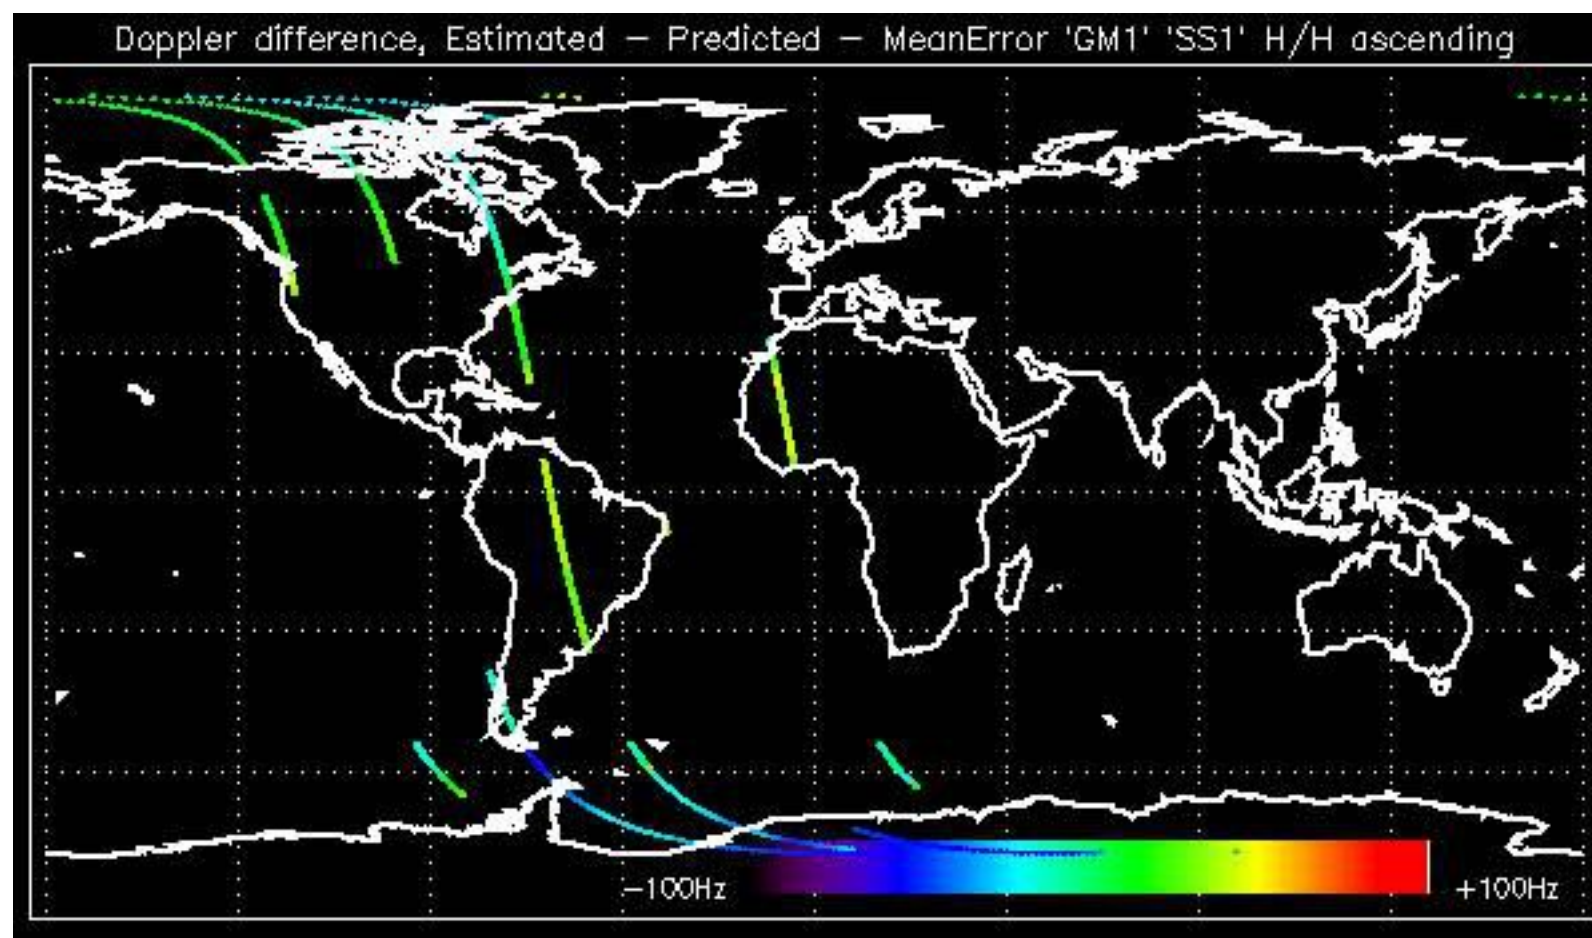 Doppler difference, Estimated − Predicted − MeanError 'GM1' 'SS1' H/H ascending
−100Hz
+100Hz